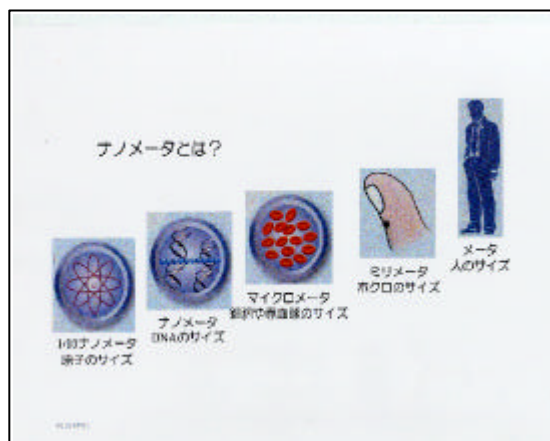 ナノメータとは？
メータ
人のサイズ
ミリメータ
ホクロのサイズ
マイクロメータ
赤血球のサイズ
ナノメータ
DNAのサイズ
1/10ナノメータ
原子のサイズ